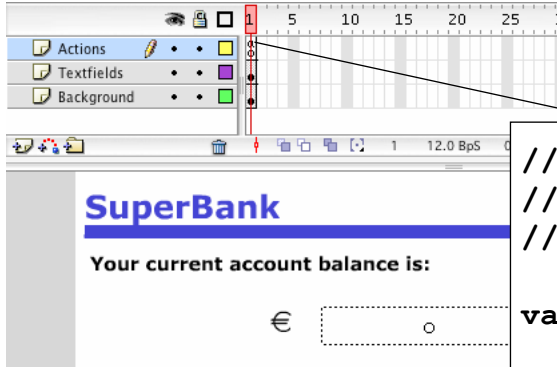 1 5 10 15 20 25
Actions
Textfields
Background
1 12.0 BpS
//
//
//
SuperBank
Your current account balance is:
€
va